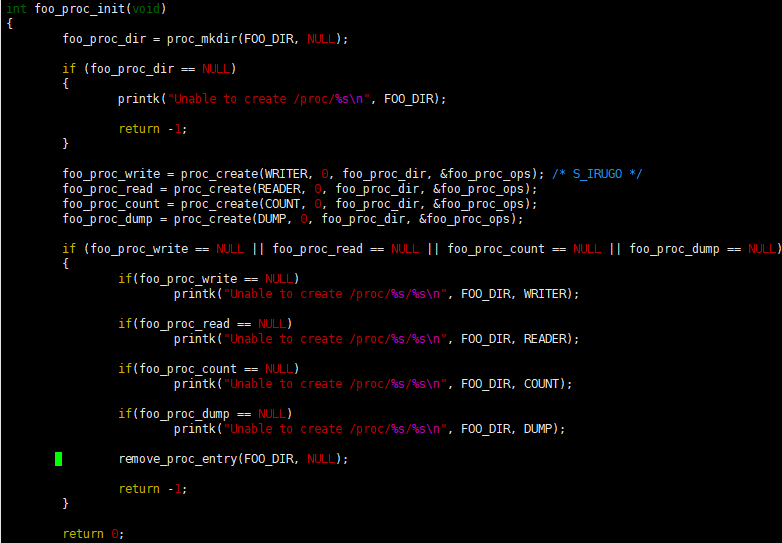 int foo_proc_init(void)
{
        foo_proc_dir = proc_mkdir(FOO_DIR, NULL);

        if (foo_proc_dir == NULL)
        {
                printk("Unable to create /proc/%s\n", FOO_DIR);

                return -1;
        }

        foo_proc_write = proc_create(WRITER, 0, foo_proc_dir, &foo_proc_ops); /* S_IRUGO */
        foo_proc_read = proc_create(READER, 0, foo_proc_dir, &foo_proc_ops);
        foo_proc_count = proc_create(COUNT, 0, foo_proc_dir, &foo_proc_ops);
        foo_proc_dump = proc_create(DUMP, 0, foo_proc_dir, &foo_proc_ops);

        if (foo_proc_write == NULL || foo_proc_read == NULL || foo_proc_count == NULL || foo_proc_dump == NULL)
        {
                if(foo_proc_write == NULL)
                        printk("Unable to create /proc/%s/%s\n", FOO_DIR, WRITER);

                if(foo_proc_read == NULL)
                        printk("Unable to create /proc/%s/%s\n", FOO_DIR, READER);

                if(foo_proc_count == NULL)
                        printk("Unable to create /proc/%s/%s\n", FOO_DIR, COUNT);

                if(foo_proc_dump == NULL)
                        printk("Unable to create /proc/%s/%s\n", FOO_DIR, DUMP);

                remove_proc_entry(FOO_DIR, NULL);

                return -1;
        }

        return 0;